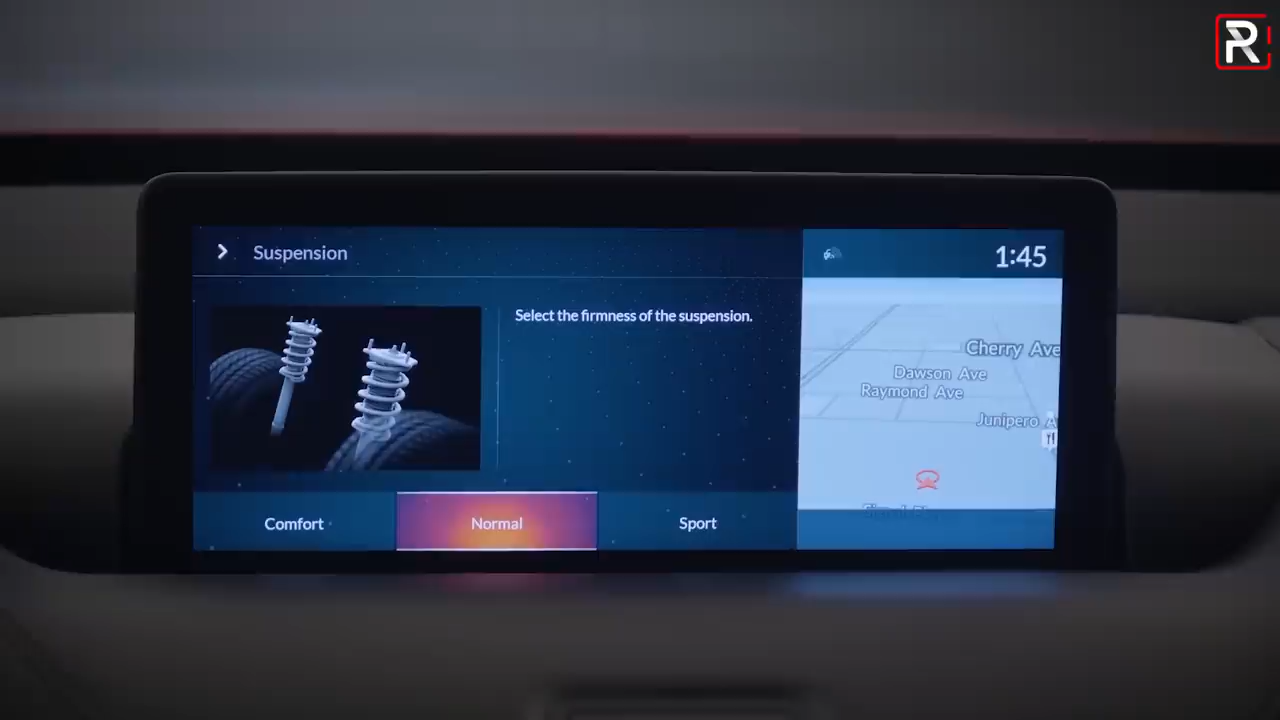 R
Suspension
1:45
Select the firmness of the suspension.
Cherry Ave
Dawson Ave
Raymond Ave
Junipero A
Comfort
Normal
Sport